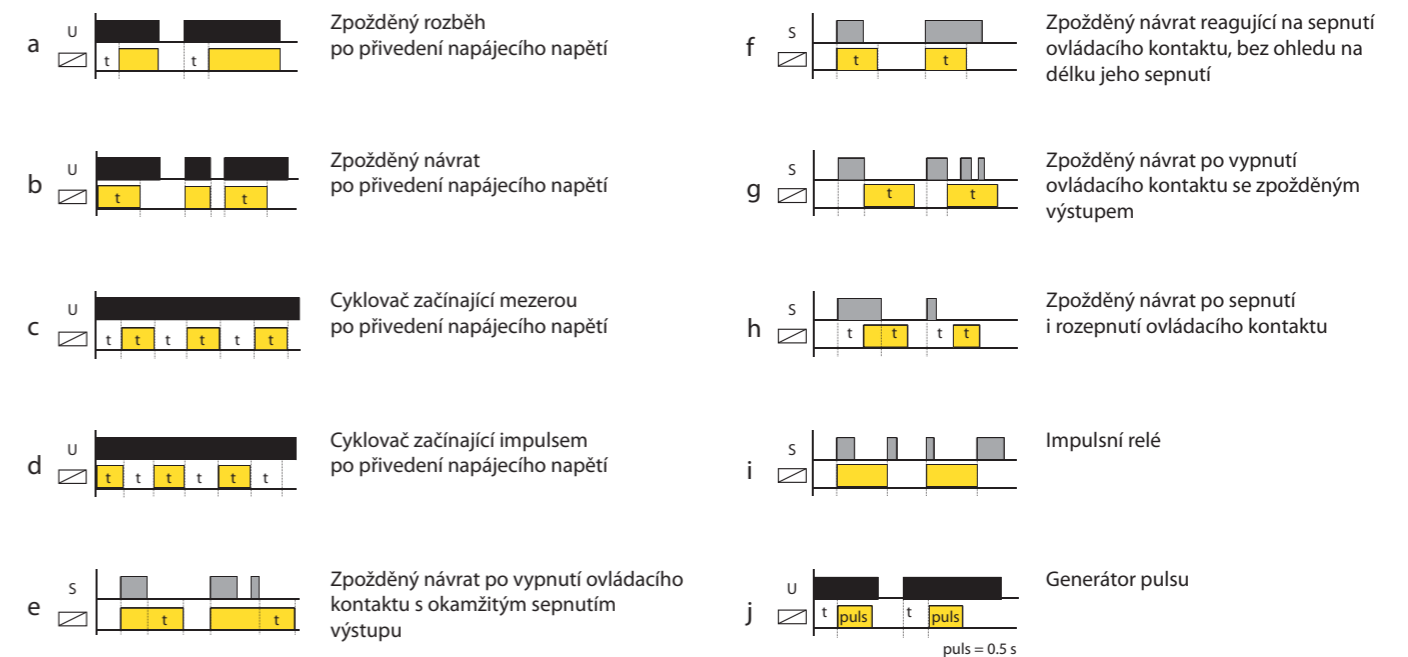 a
U
t
t
Zpožděný rozběh
po přivedení napájecího napětí
b
U
t
t
Zpožděný návrat
po přivedení napájecího napětí
c
U
t t t t t t
Cyklovač začínající mezerou
po přivedení napájecího napětí
d
U
t t t t t t
Cyklovač začínající impulsem
po přivedení napájecího napětí
e
S
t
t
Zpožděný návrat po vypnutí ovládacího
kontaktu s okamžitým sepnutím
výstupu
f
S
t
t
Zpožděný návrat reagující na sepnutí
ovládacího kontaktu, bez ohledu na
délku jeho sepnutí
g
S
t
t
Zpožděný návrat po vypnutí
ovládacího kontaktu se zpožděným
výstupem
h
S
t t t t
Zpožděný návrat po sepnutí
i rozepnutí ovládacího kontaktu
i
S
Impulsní relé
j
U
t puls t puls
puls = 0.5 s
Generátor pulsu